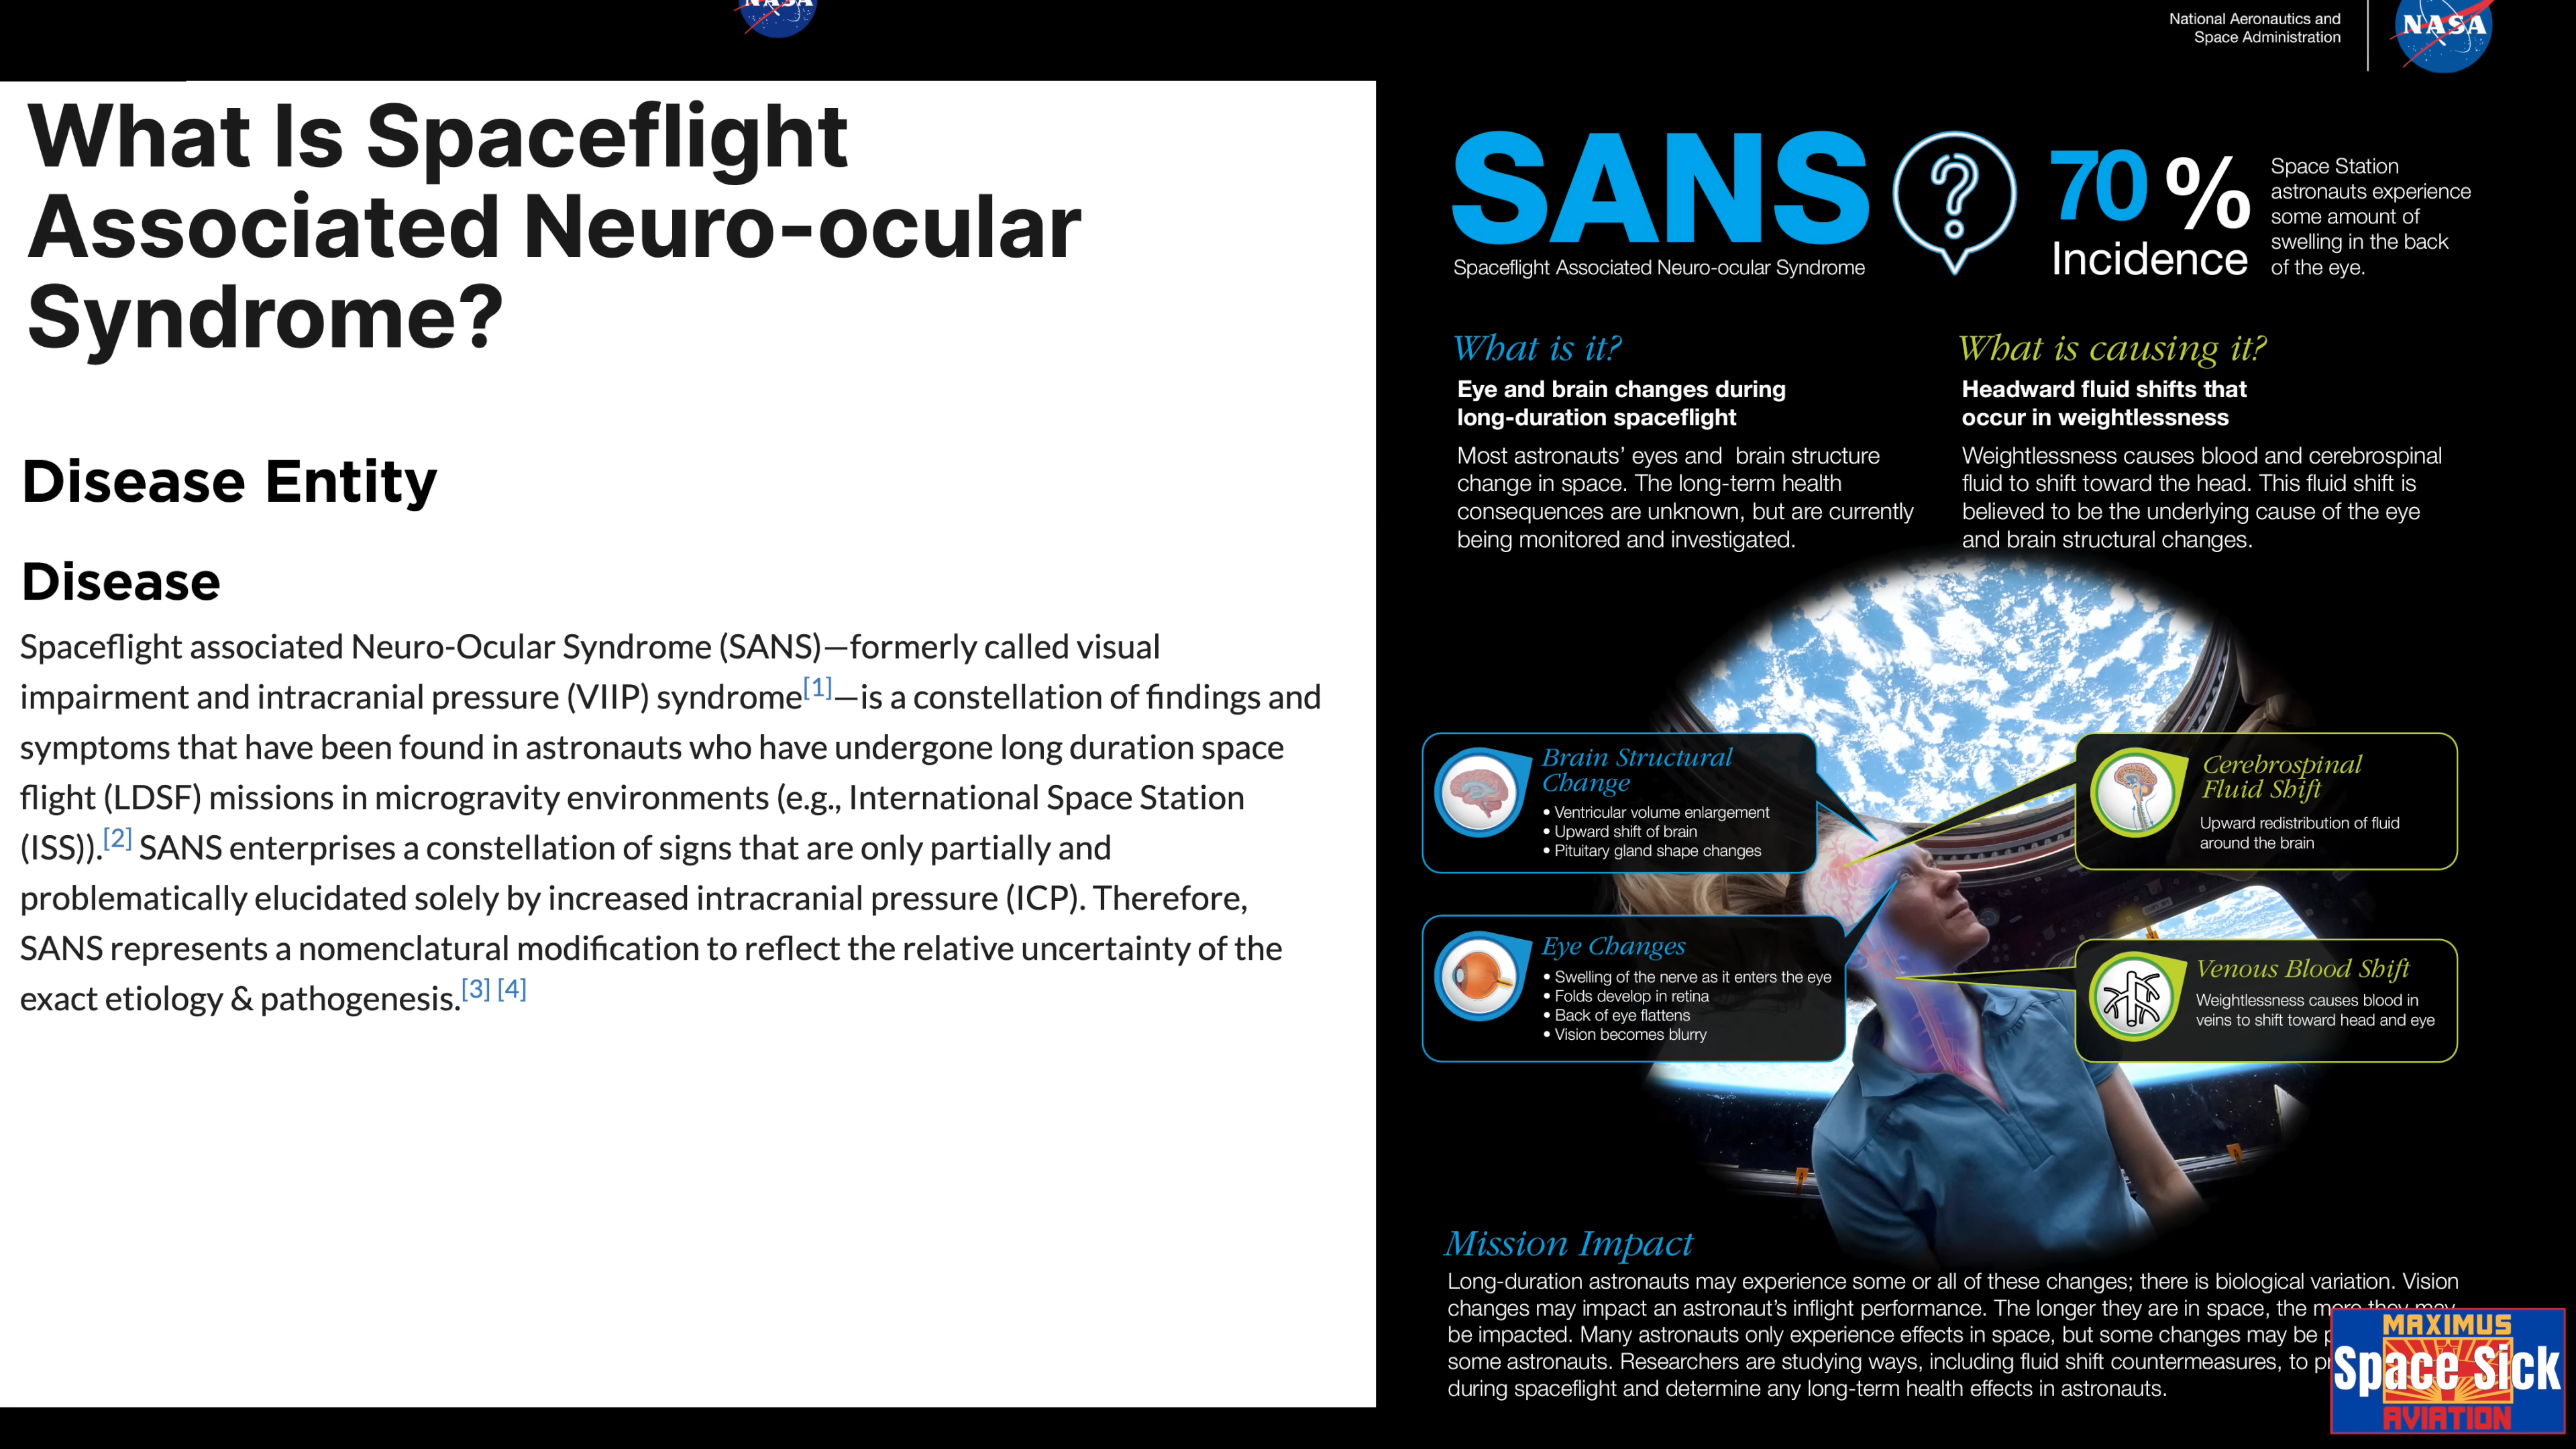 NASA
National Aeronautics and
Space Administration
NASA
What Is Spaceflight
Associated Neuro-ocular
Syndrome?
Disease Entity
Disease
Spaceflight associated Neuro-Ocular Syndrome (SANS)—formerly called visual
impairment and intracranial pressure (VIIP) syndrome[1]—is a constellation of findings and
symptoms that have been found in astronauts who have undergone long duration space
flight (LDSF) missions in microgravity environments (e.g., International Space Station
(ISS)).[2] SANS enterprises a constellation of signs that are only partially and
problematically elucidated solely by increased intracranial pressure (ICP). Therefore,
SANS represents a nomenclatural modification to reflect the relative uncertainty of the
exact etiology & pathogenesis.[3] [4]
SANS ?
Spaceflight Associated Neuro-ocular Syndrome
70 %
Incidence
Space Station
astronauts experience
some amount of
swelling in the back
of the eye.
What is it?
Eye and brain changes during
long-duration spaceflight
Most astronauts’ eyes and brain structure
change in space. The long-term health
consequences are unknown, but are currently
being monitored and investigated.
What is causing it?
Headward fluid shifts that
occur in weightlessness
Weightlessness causes blood and cerebrospinal
fluid to shift toward the head. This fluid shift is
believed to be the underlying cause of the eye
and brain structural changes.
Brain Structural
Change
• Ventricular volume enlargement
• Upward shift of brain
• Pituitary gland shape changes
Cerebrospinal
Fluid Shift
Upward redistribution of fluid
around the brain
Eye Changes
• Swelling of the nerve as it enters the eye
• Folds develop in retina
• Back of eye flattens
• Vision becomes blurry
Venous Blood Shift
Weightlessness causes blood in
veins to shift toward head and eye
Mission Impact
Long-duration astronauts may experience some or all of these changes; there is biological variation. Vision
changes may impact an astronaut’s inflight performance. The longer they are in space, the more they may
be impacted. Many astronauts only experience effects in space, but some changes may be
some astronauts. Researchers are studying ways, including fluid shift countermeasures, to
during spaceflight and determine any long-term health effects in astronauts.
MAXIMUS
Space Sick
AVIATION